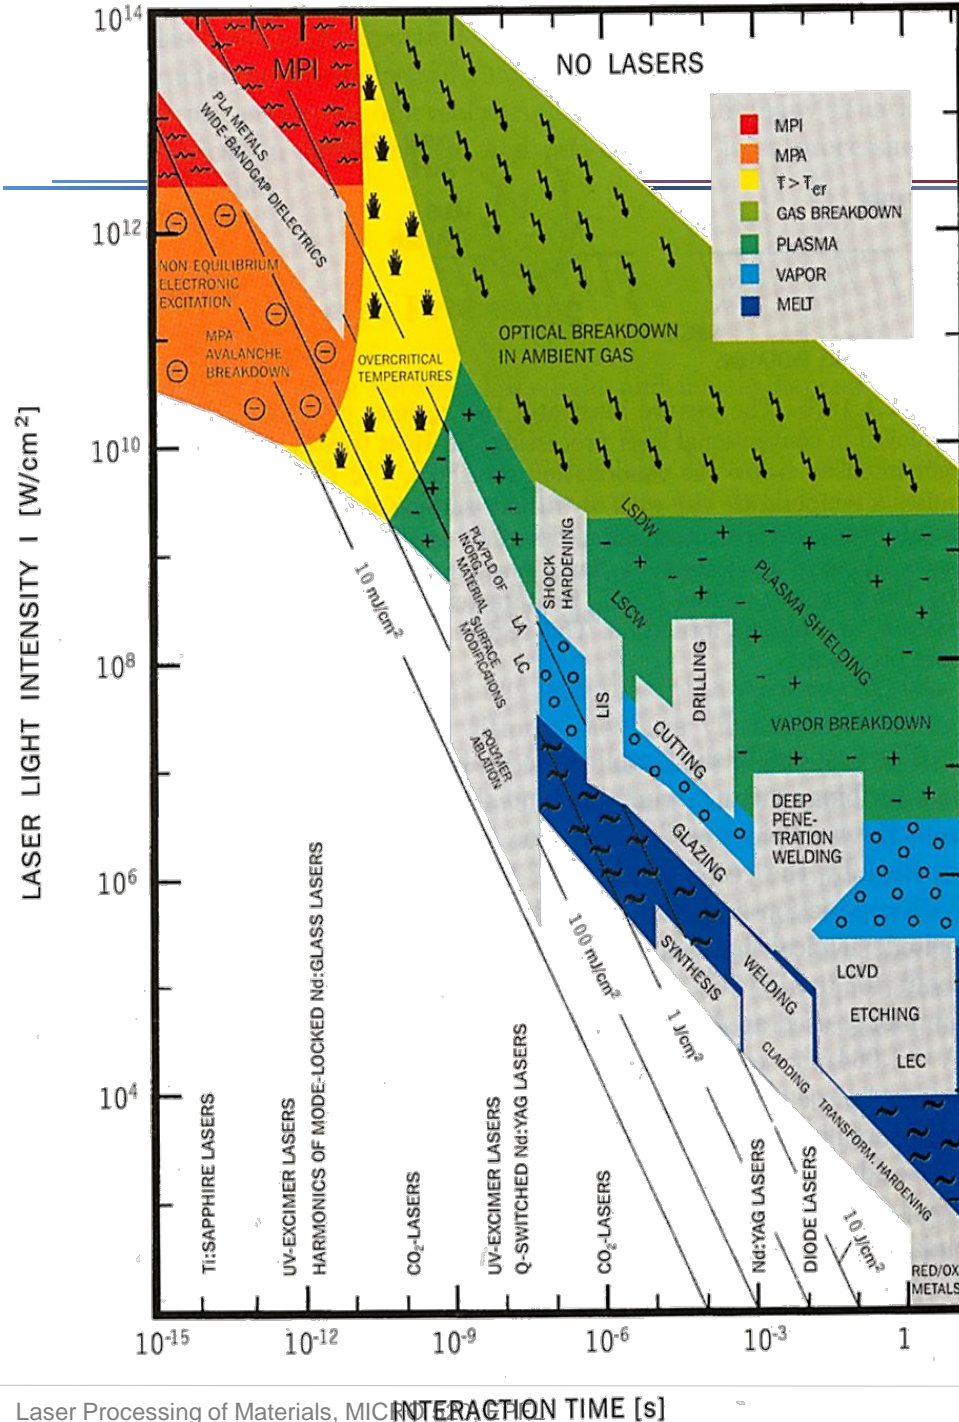 10^14
10^12
10^10
10^8
10^6
10^4
LASER LIGHT INTENSITY I [W/cm²]
MPI
NO LASERS
PLA METALS
WIDE-BANDGAP DIELECTRICS
MPI
MPA
T > T_er
GAS BREAKDOWN
PLASMA
VAPOR
MELT
NON-EQUILIBRIUM
ELECTRONIC
EXCITATION
MPA
AVALANCHE
BREAKDOWN
OVERCRITICAL
TEMPERATURES
OPTICAL BREAKDOWN
IN AMBIENT GAS
LSDW
LSCW
PLASMA SHIELDING
VAPOR BREAKDOWN
SHOCK
HARDENING
PLA/PLD OF
INORG. MATERIAL
SURFACE
MODIFICATIONS
POLYMER
ABLATION
LA
LC
LIS
DRILLING
CUTTING
GLAZING
DEEP
PENE-
TRATION
WELDING
SYNTHESIS
WELDING
CLADDING
TRANSFORM. HARDENING
LCVD
ETCHING
LEC
RED/OX
METALS
10 mJ/cm²
100 mJ/cm²
1 J/cm²
10 J/cm²
Ti:SAPPHIRE LASERS
UV-EXCIMER LASERS
HARMONICS OF MODE-LOCKED Nd:GLASS LASERS
CO₂-LASERS
UV-EXCIMER LASERS
Q-SWITCHED Nd:YAG LASERS
CO₂-LASERS
Nd:YAG LASERS
DIODE LASERS
10^-15
10^-12
10^-9
10^-6
10^-3
1
INTERACTION TIME [s]
Laser Processing of Materials,